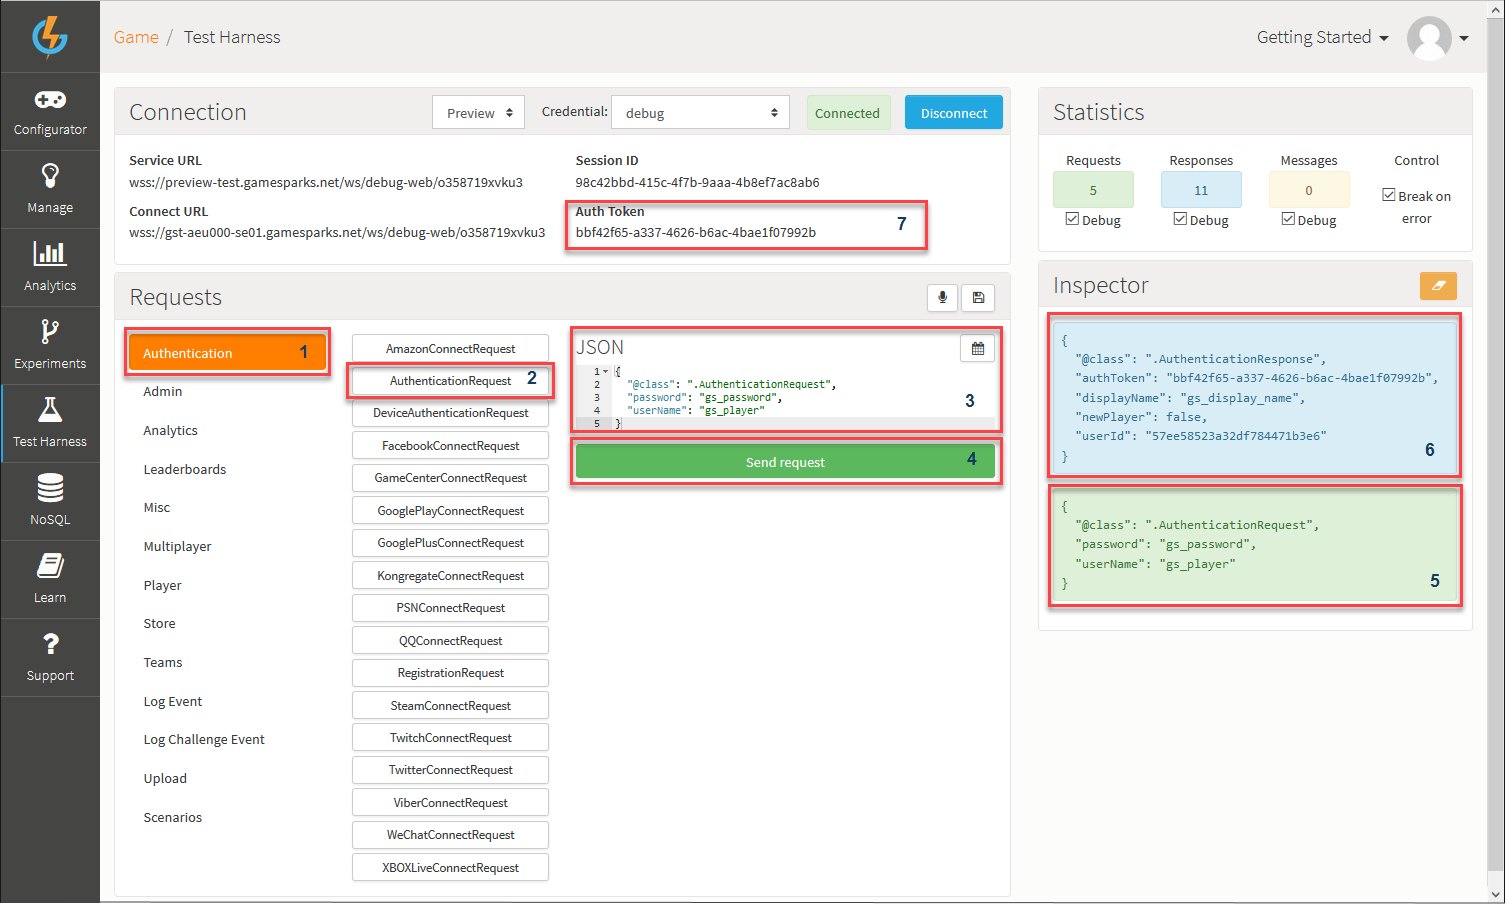 Game / Test Harness
Getting Started
Configurator
Manage
Analytics
Experiments
Test Harness
NoSQL
Learn
Support
Connection
Preview
Credential:
debug
Connected
Disconnect
Service URL
wss://preview-test.gamesparks.net/ws/debug-web/o358719xvku3
Session ID
98c42bbd-415c-4f7b-9aaa-4b8ef7ac8ab6
Connect URL
wss://gst-aeu000-se01.gamesparks.net/ws/debug-web/o358719xvku3
Auth Token
bbf42f65-a337-4626-b6ac-4bae1f07992b
7
Statistics
Requests
5
Debug
Responses
11
Debug
Messages
0
Debug
Control
Break on
error
Requests
Authentication 1
Admin
Analytics
Leaderboards
Misc
Multiplayer
Player
Store
Teams
Log Event
Log Challenge Event
Upload
Scenarios
AmazonConnectRequest
AuthenticationRequest 2
DeviceAuthenticationRequest
FacebookConnectRequest
GameCenterConnectRequest
GooglePlayConnectRequest
GooglePlusConnectRequest
KongregateConnectRequest
PSNConnectRequest
QQConnectRequest
RegistrationRequest
SteamConnectRequest
TwitchConnectRequest
TwitterConnectRequest
ViberConnectRequest
WeChatConnectRequest
XBOXLiveConnectRequest
JSON
1 {
2 "@class": ".AuthenticationRequest",
3 "password": "gs_password",
4 "userName": "gs_player"
5 }
3
Send request 4
Inspector
{
"@class": ".AuthenticationResponse",
"authToken": "bbf42f65-a337-4626-b6ac-4bae1f07992b",
"displayName": "gs_display_name",
"newPlayer": false,
"userId": "57ee58523a32df784471b3e6"
}
6
{
"@class": ".AuthenticationRequest",
"password": "gs_password",
"userName": "gs_player"
}
5